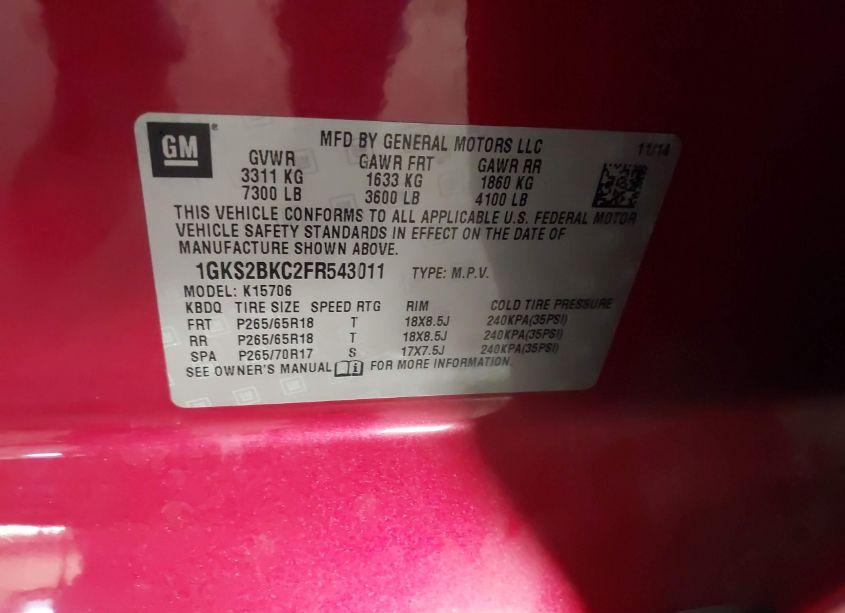 GM
MFD BY GENERAL MOTORS LLC 11/14
GVWR GAWR FRT GAWR RR
3311 KG 1633 KG 1860 KG
7300 LB 3600 LB 4100 LB
THIS VEHICLE CONFORMS TO ALL APPLICABLE U.S. FEDERAL MOTOR
VEHICLE SAFETY STANDARDS IN EFFECT ON THE DATE OF
MANUFACTURE SHOWN ABOVE.
1GKS2BKC2FR543011 TYPE: M.P.V.
MODEL: K15706
KBDQ TIRE SIZE SPEED RTG RIM COLD TIRE PRESSURE
FRT P265/65R18 T 18X8.5J 240KPA(35PSI)
RR P265/65R18 T 18X8.5J 240KPA(35PSI)
SPA P265/70R17 S 17X7.5J 240KPA(35PSI)
SEE OWNER'S MANUAL FOR MORE INFORMATION.